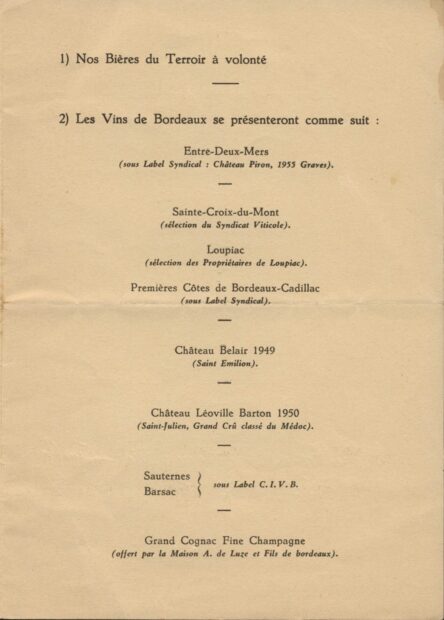 1) Nos Bières du Terroir à volonté
2) Les Vins de Bordeaux se présenteront comme suit :
Entre-Deux-Mers
(sous Label Syndical : Château Piron, 1955 Graves).
Sainte-Croix-du-Mont
(sélection du Syndicat Viticole).
Loupiac
(sélection des Propriétaires de Loupiac).
Premières Côtes de Bordeaux-Cadillac
(sous Label Syndical).
Château Belair 1949
(Saint Emilion).
Château Léoville Barton 1950
(Saint-Julien, Grand Crû classé du Médoc).
Sauternes
Barsac
sous Label C. I. V. B.
Grand Cognac Fine Champagne
(offert par la Maison A. de Luze et Fils de bordeaux).